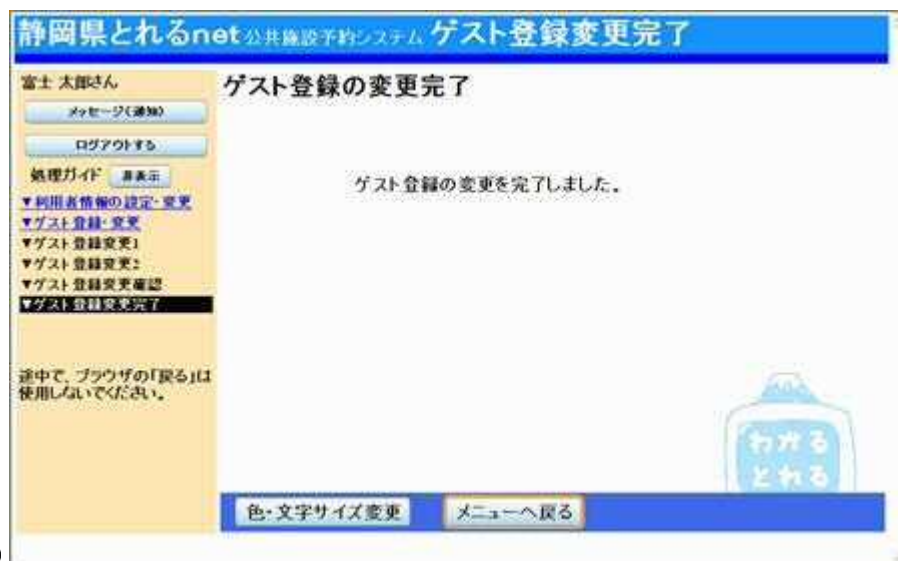 静岡県とれるnet 公共施設予約システム ゲスト登録変更完了
富士 太郎さん
メッセージ(通知)
ログアウトする
処理ガイド 非表示
▼利用者情報の設定・変更
▼ゲスト登録・変更
▼ゲスト登録変更1
▼ゲスト登録変更2
▼ゲスト登録変更確認
▼ゲスト登録変更完了
途中で、ブラウザの「戻る」は
使用しないでください。
ゲスト登録の変更完了
ゲスト登録の変更を完了しました。
わかる
とれる
色・文字サイズ変更 メニューへ戻る